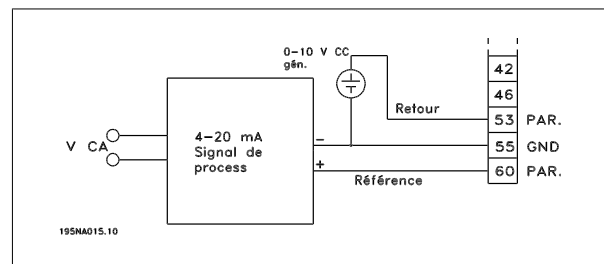 0–10 V CC
gén.
42
46
Retour
53 PAR.
V CA
4–20 mA
Signal de
process
–
55 GND
+
60 PAR.
Référence
195NA015.10